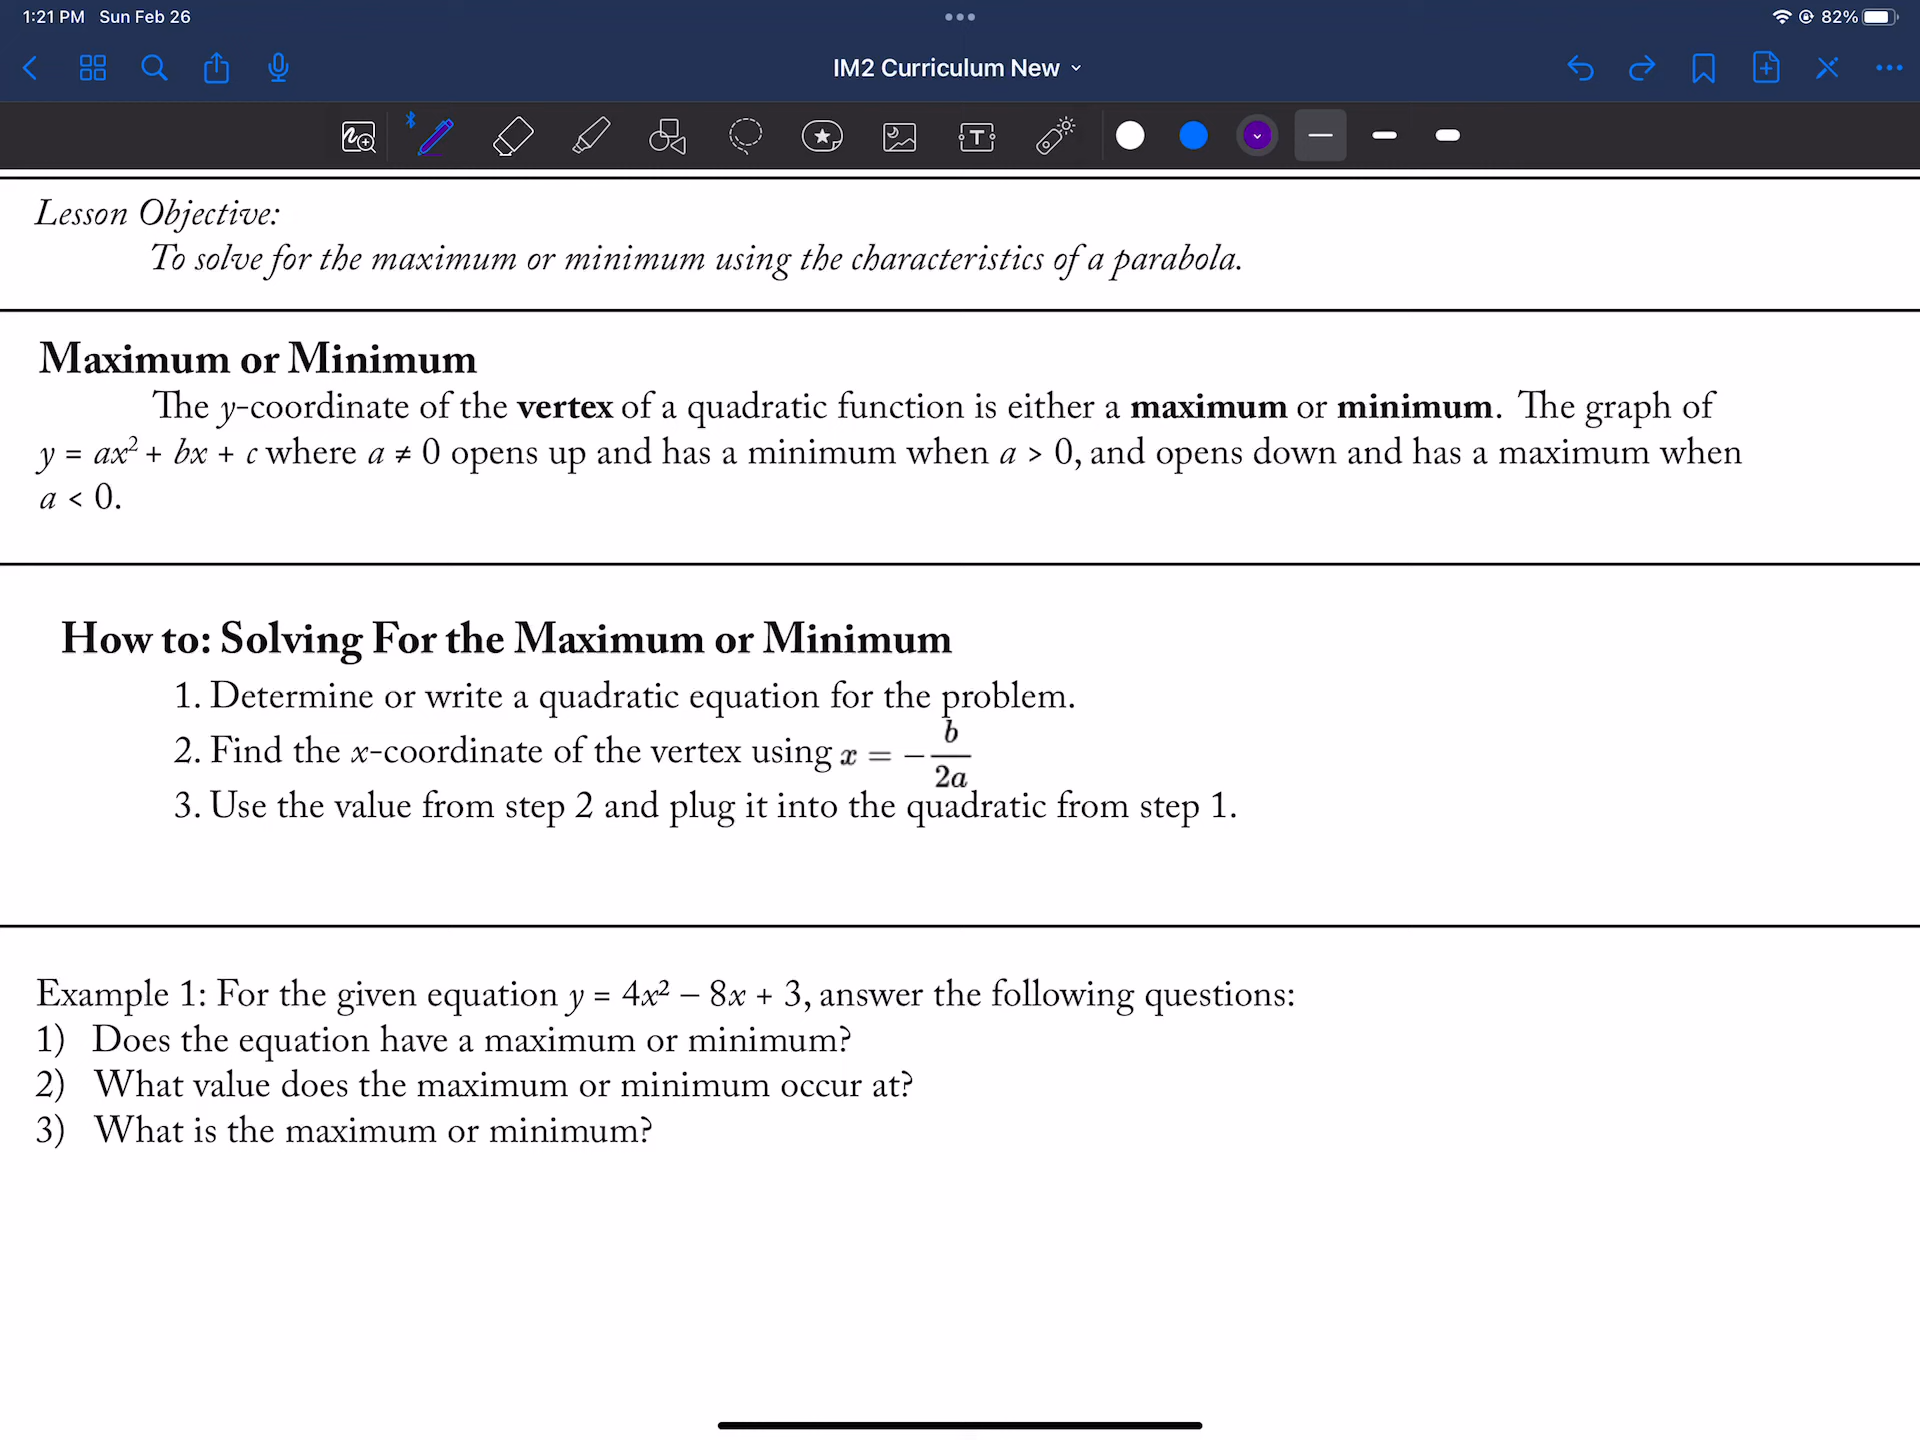 1:21 PM Sun Feb 26
82%
IM2 Curriculum New
T
Lesson Objective:
To solve for the maximum or minimum using the characteristics of a parabola.
Maximum or Minimum
The y-coordinate of the vertex of a quadratic function is either a maximum or minimum. The graph of
y = ax² + bx + c where a ≠ 0 opens up and has a minimum when a > 0, and opens down and has a maximum when
a < 0.
How to: Solving For the Maximum or Minimum
1. Determine or write a quadratic equation for the problem.
2. Find the x-coordinate of the vertex using x = -b/2a
3. Use the value from step 2 and plug it into the quadratic from step 1.
Example 1: For the given equation y = 4x² – 8x + 3, answer the following questions:
1) Does the equation have a maximum or minimum?
2) What value does the maximum or minimum occur at?
3) What is the maximum or minimum?